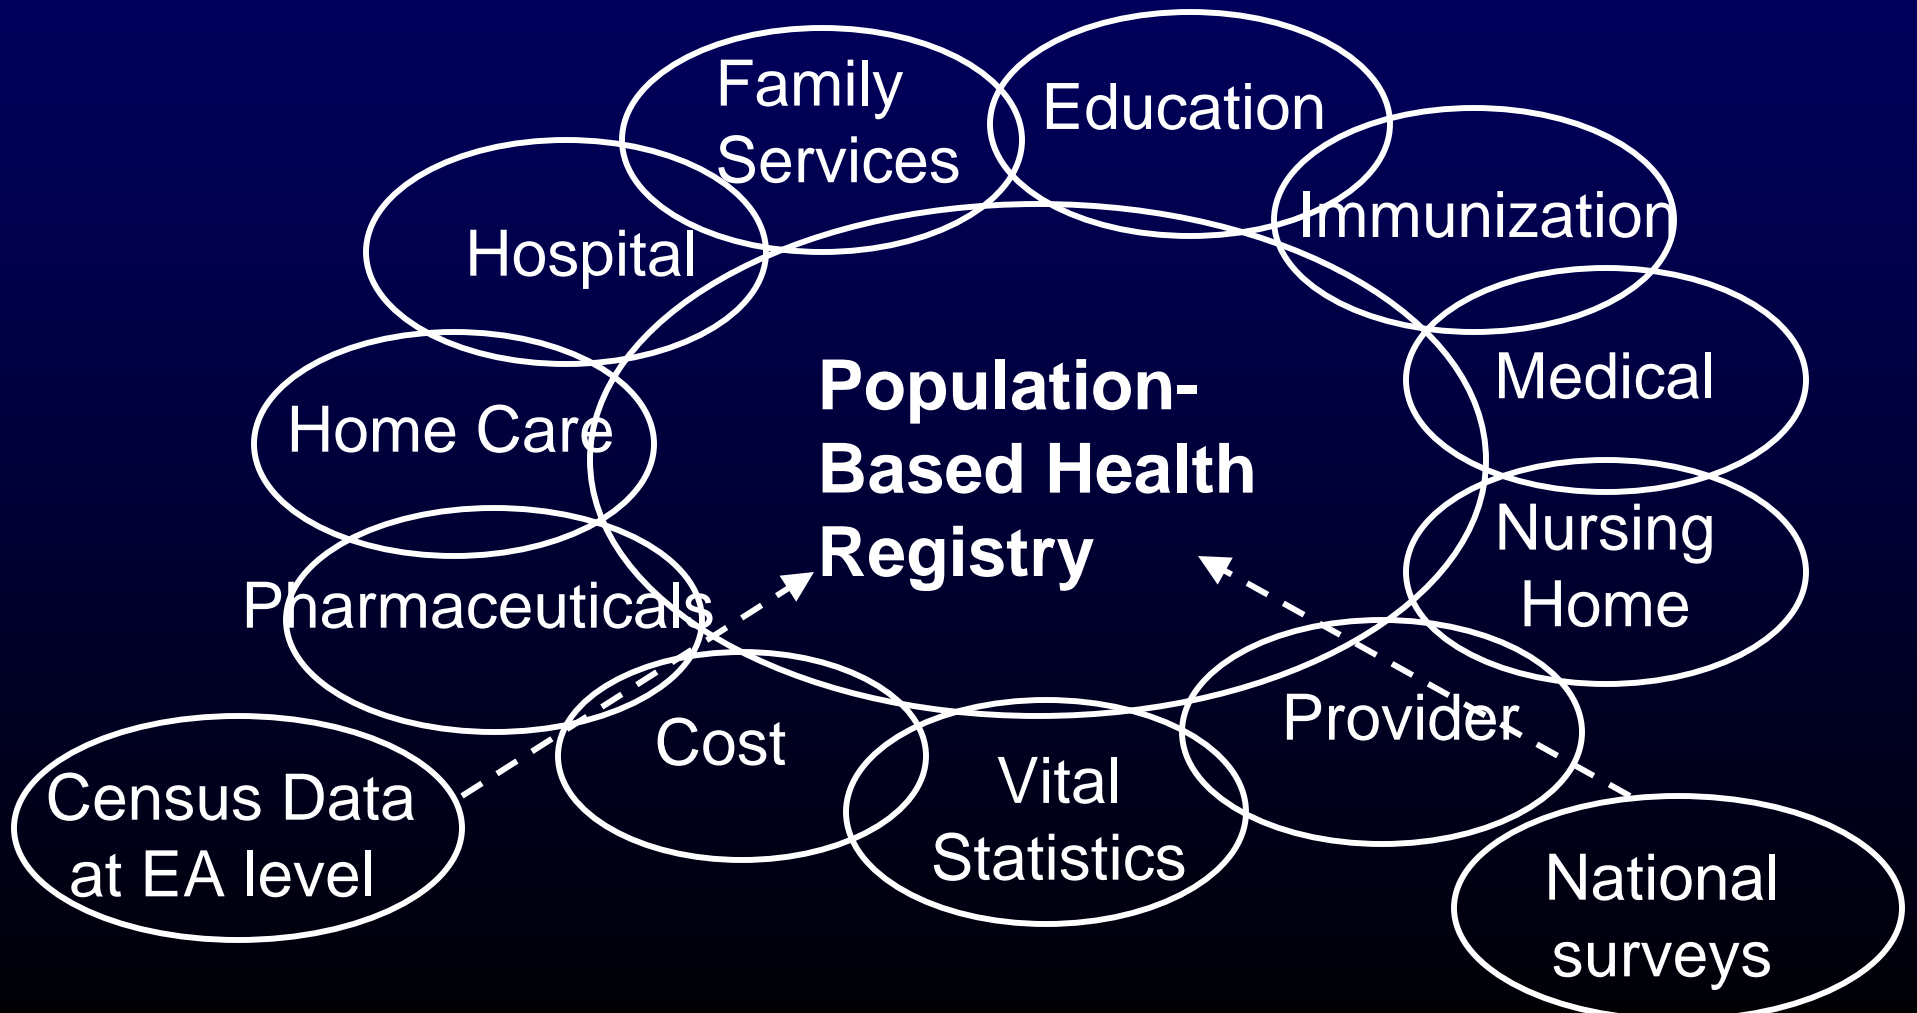 Family
Services
Education
Immunization
Hospital
Medical
Population-
Based Health
Registry
Home Care
Nursing
Home
Pharmaceuticals
Provider
Cost
Vital
Statistics
Census Data
at EA level
National
surveys